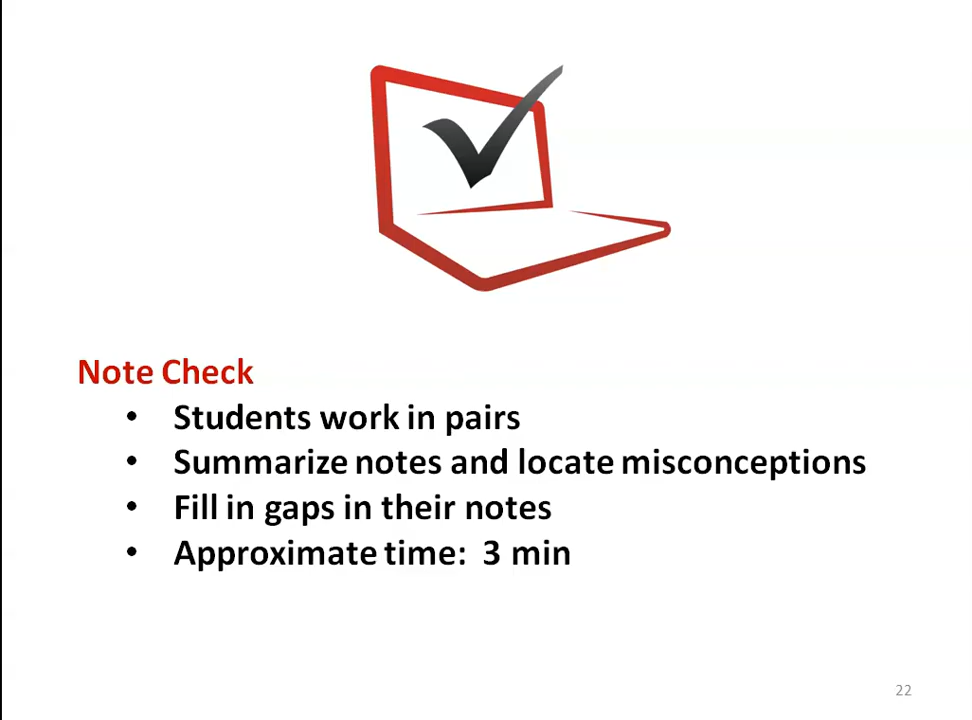 Note Check
• Students work in pairs
• Summarize notes and locate misconceptions
• Fill in gaps in their notes
• Approximate time:  3 min
22